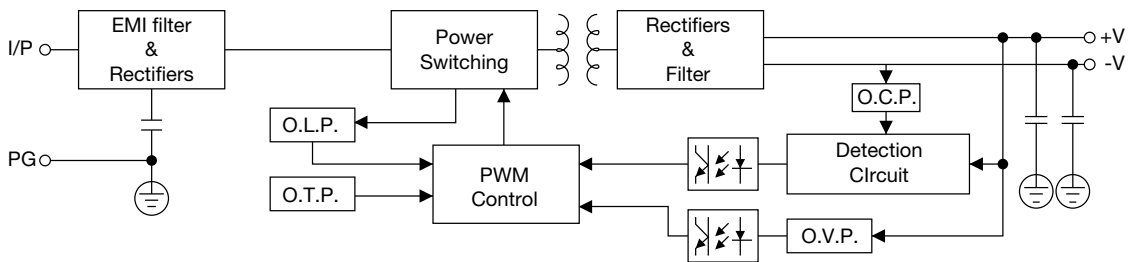 I/P
EMI filter
&
Rectifiers
Power
Switching
Rectifiers
&
Filter
+V
-V
O.C.P.
O.L.P.
PG
PWM
Control
Detection
CIrcuit
O.T.P.
O.V.P.